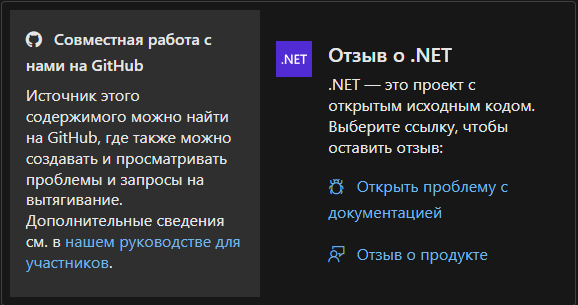 Совместная работа с
нами на GitHub
Источник этого
содержимого можно найти
на GitHub, где также можно
создавать и просматривать
проблемы и запросы на
вытягивание.
Дополнительные сведения
см. в нашем руководстве для
участников.
.NET
Отзыв о .NET
.NET — это проект с
открытым исходным кодом.
Выберите ссылку, чтобы
оставить отзыв:
Открыть проблему с
документацией
Отзыв о продукте